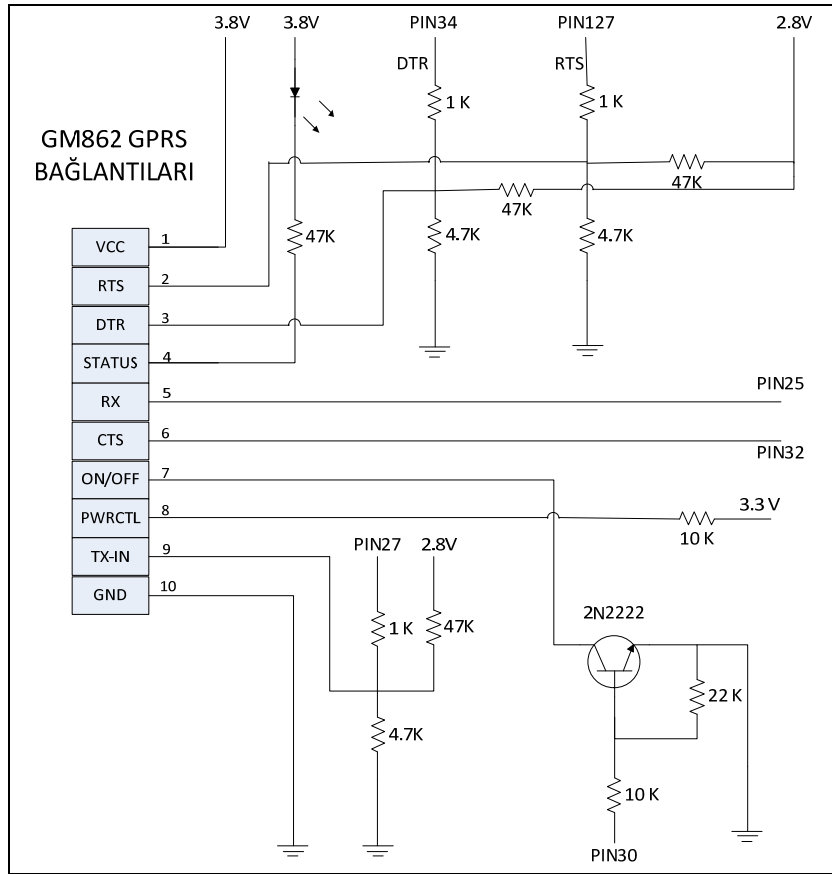 3.8V 3.8V PIN34 PIN127 2.8V
DTR RTS
1 K 1 K
GM862 GPRS
BAĞLANTILARI
47K
47K
47K 4.7K 4.7K
VCC 1
RTS 2
DTR 3
STATUS 4
RX 5 PIN25
CTS 6 PIN32
ON/OFF 7
PWRCTL 8 3.3 V
10 K
TX-IN 9 PIN27 2.8V
GND 10
2N2222
1 K 47K
22 K
4.7K
10 K
PIN30